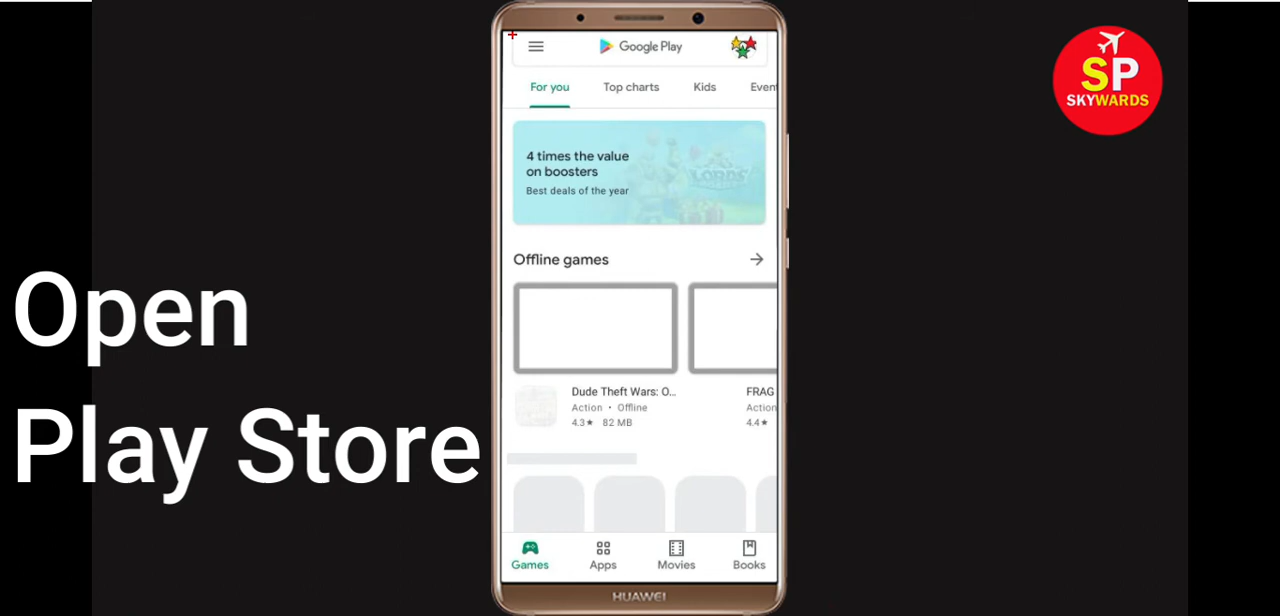 Google Play
For you
Top charts
Kids
Even
4 times the value
on boosters
Best deals of the year
LORDS
Offline games
Dude Theft Wars: O...
Action • Offline
4.3★ 82 MB
FRAG
Action
4.4★
Games
Apps
Movies
Books
HUAWEI
Open
Play Store
SP
SKYWARDS